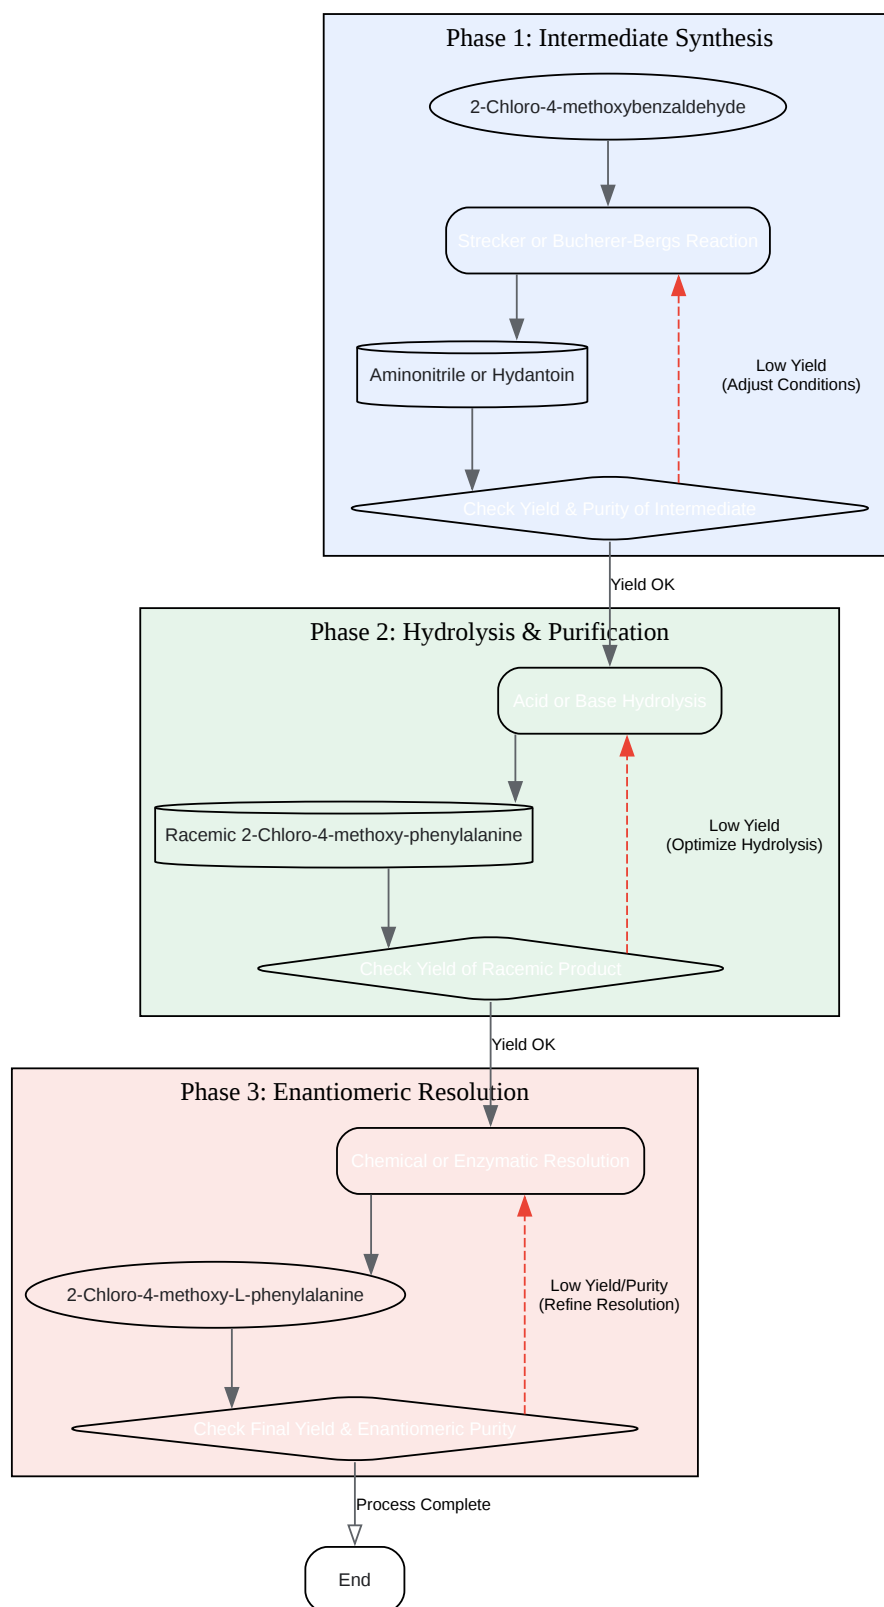 Phase 1: Intermediate Synthesis
2-Chloro-4-methoxybenzaldehyde
Strecker or Bucherer-Bergs Reaction
Aminonitrile or Hydantoin
Low Yield
(Adjust Conditions)
Check Yield & Purity of Intermediate
Yield OK
Phase 2: Hydrolysis & Purification
Acid or Base Hydrolysis
Racemic 2-Chloro-4-methoxy-phenylalanine
Low Yield
(Optimize Hydrolysis)
Check Yield of Racemic Product
Yield OK
Phase 3: Enantiomeric Resolution
Chemical or Enzymatic Resolution
2-Chloro-4-methoxy-L-phenylalanine
Low Yield/Purity
(Refine Resolution)
Check Final Yield & Enantiomeric Purity
Process Complete
End